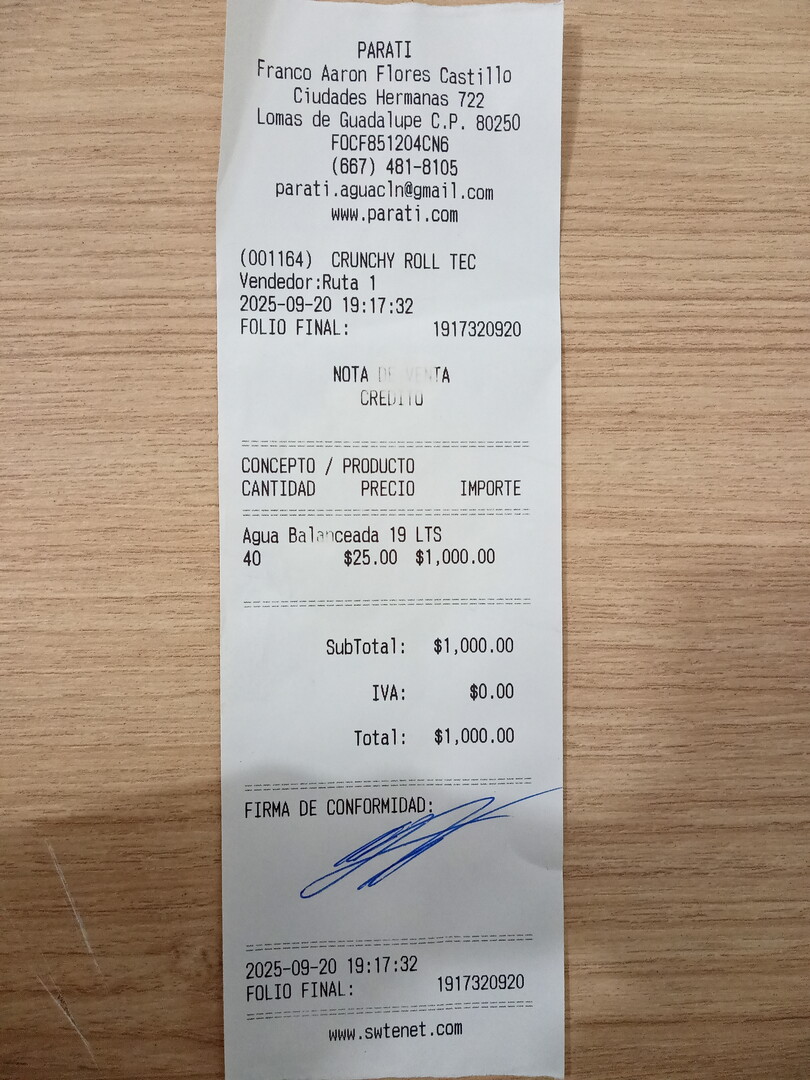 PARATI
Franco Aaron Flores Castillo
Ciudades Hermanas 722
Lomas de Guadalupe C.P. 80250
FOCF851204CN6
(667) 481-8105
parati.aguacln@gmail.com
www.parati.com
(001164) CRUNCHY ROLL TEC
Vendedor:Ruta 1
2025-09-20 19:17:32
FOLIO FINAL: 1917320920
NOTA DE VENTA
CREDITO
CONCEPTO / PRODUCTO
CANTIDAD PRECIO IMPORTE
Agua Balanceada 19 LTS
40 $25.00 $1,000.00
SubTotal: $1,000.00
IVA: $0.00
Total: $1,000.00
FIRMA DE CONFORMIDAD:
2025-09-20 19:17:32
FOLIO FINAL: 1917320920
www.swtenet.com